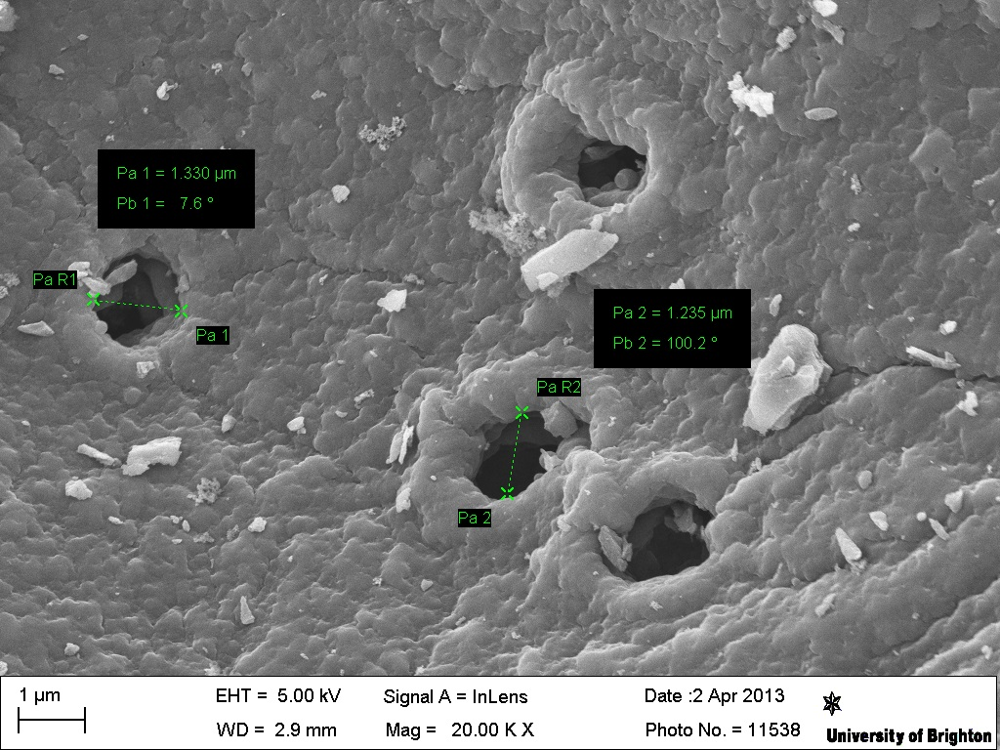 Pa 1 = 1.330 µm
Pb 1 = 7.6 °
Pa R1
Pa 1
Pa 2 = 1.235 µm
Pb 2 = 100.2 °
Pa R2
Pa 2
1 µm
EHT = 5.00 kV
Signal A = InLens
Date :2 Apr 2013
WD = 2.9 mm
Mag = 20.00 K X
Photo No. = 11538
University of Brighton